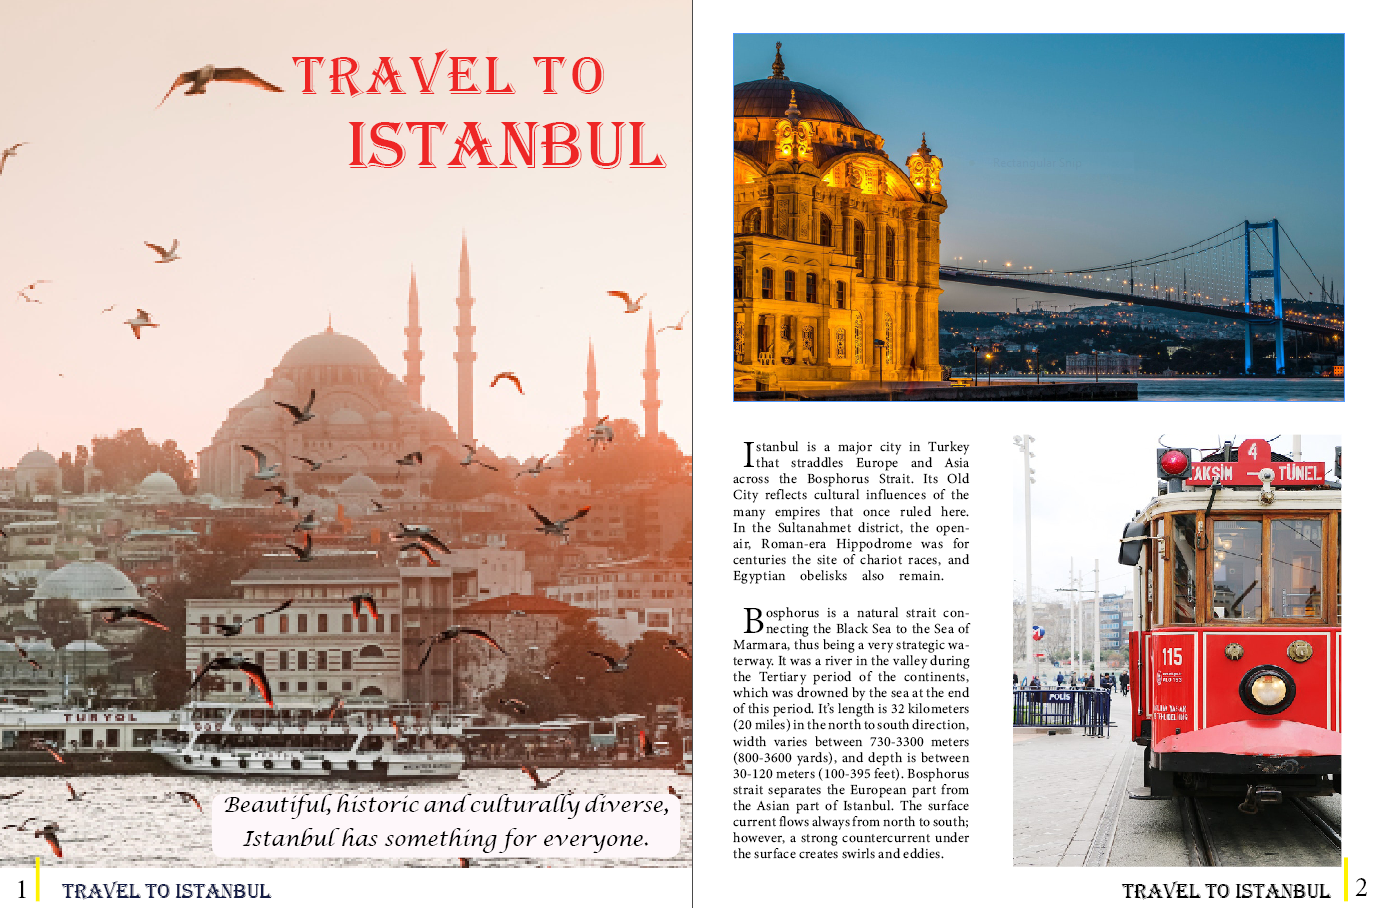 TRAVEL TO
ISTANBUL
TURYOL
Beautiful, historic and culturally diverse,
Istanbul has something for everyone.
1
TRAVEL TO ISTANBUL
Rectangular Snip
Istanbul is a major city in Turkey
that straddles Europe and Asia
across the Bosphorus Strait. Its Old
City reflects cultural influences of the
many empires that once ruled here.
In the Sultanahmet district, the open-
air, Roman-era Hippodrome was for
centuries the site of chariot races, and
Egyptian obelisks also remain.
Bosphorus is a natural strait con-
necting the Black Sea to the Sea of
Marmara, thus being a very strategic wa-
terway. It was a river in the valley during
the Tertiary period of the continents,
which was drowned by the sea at the end
of this period. It’s length is 32 kilometers
(20 miles) in the north to south direction,
width varies between 730-3300 meters
(800-3600 yards), and depth is between
30-120 meters (100-395 feet). Bosphorus
strait separates the European part from
the Asian part of Istanbul. The surface
current flows always from north to south;
however, a strong countercurrent under
the surface creates swirls and eddies.
4
TAKSİM — TÜNEL
115
POLİS
TRAVEL TO ISTANBUL
2